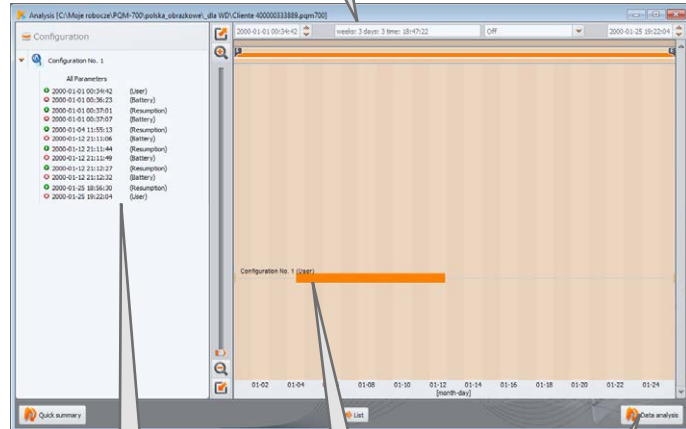 Analysis [C:\Moje robocze\PQM-700\polska_obrazkowe\_dla WD\Cliente 400000333889.pqm700]
Configuration
2000-01-01 00:34:42
weeks: 3 days: 3 time: 18:47:22
Off
2000-01-25 19:22:04
Configuration No. 1
All Parameters
2000-01-01 00:34:42 (User)
2000-01-01 00:36:23 (Battery)
2000-01-01 00:37:01 (Resumption)
2000-01-01 00:37:07 (Battery)
2000-01-04 11:55:13 (Resumption)
2000-01-12 21:11:06 (Battery)
2000-01-12 21:11:44 (Resumption)
2000-01-12 21:11:49 (Battery)
2000-01-12 21:12:27 (Resumption)
2000-01-12 21:12:32 (Battery)
2000-01-25 18:56:30 (Resumption)
2000-01-25 19:22:04 (User)
Configuration No. 1 (User)
01-02 01-04 01-08 01-10 01-12 01-14 01-16 01-18 01-20 01-22 01-24
[month-day]
Quick summary
List
Data analysis